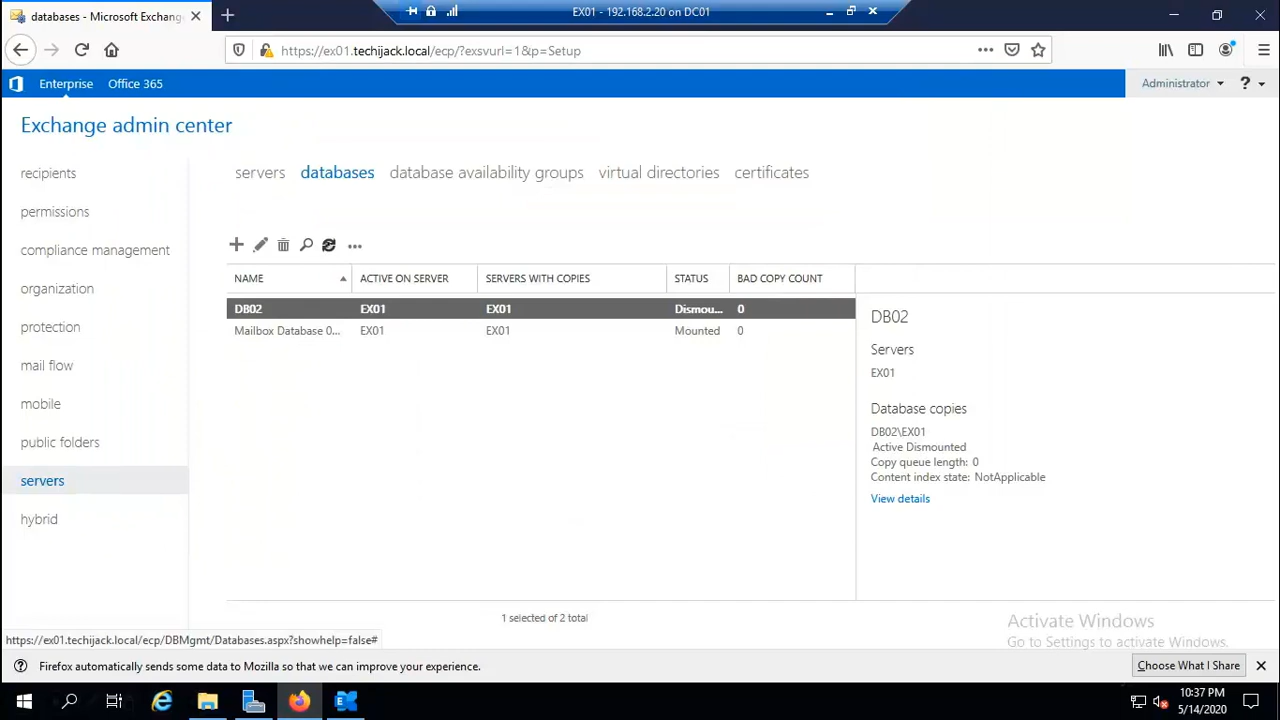 databases - Microsoft Exchang
EX01 - 192.168.2.20 on DC01
https://ex01.techijack.local/ecp/?exsvurl=1&p=Setup
Enterprise Office 365
Administrator ?
Exchange admin center
recipients
permissions
compliance management
organization
protection
mail flow
mobile
public folders
servers
hybrid
servers databases database availability groups virtual directories certificates
NAME ACTIVE ON SERVER SERVERS WITH COPIES STATUS BAD COPY COUNT
DB02 EX01 EX01 Dismou... 0
Mailbox Database 0... EX01 EX01 Mounted 0
1 selected of 2 total
DB02
Servers
EX01
Database copies
DB02\EX01
Active Dismounted
Copy queue length: 0
Content index state: NotApplicable
View details
Activate Windows
Go to Settings to activate Windows.
https://ex01.techijack.local/ecp/DBMgmt/Databases.aspx?showhelp=false#
Firefox automatically sends some data to Mozilla so that we can improve your experience.
Choose What I Share
10:37 PM
5/14/2020